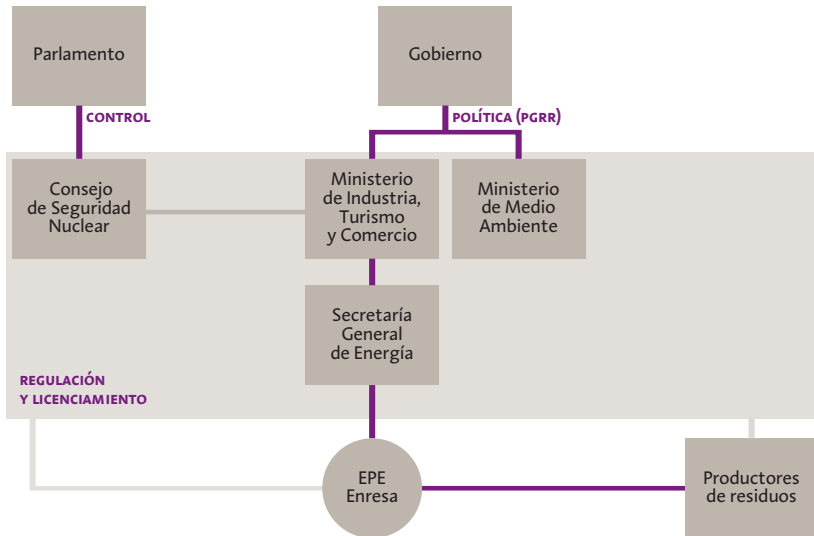 Parlamento
Gobierno
CONTROL
POLÍTICA (PGRR)
Consejo
de Seguridad
Nuclear
Ministerio
de Industria,
Turismo
y Comercio
Ministerio
de Medio
Ambiente
Secretaría
General
de Energía
REGULACIÓN
Y LICENCIAMIENTO
EPE
Enresa
Productores
de residuos